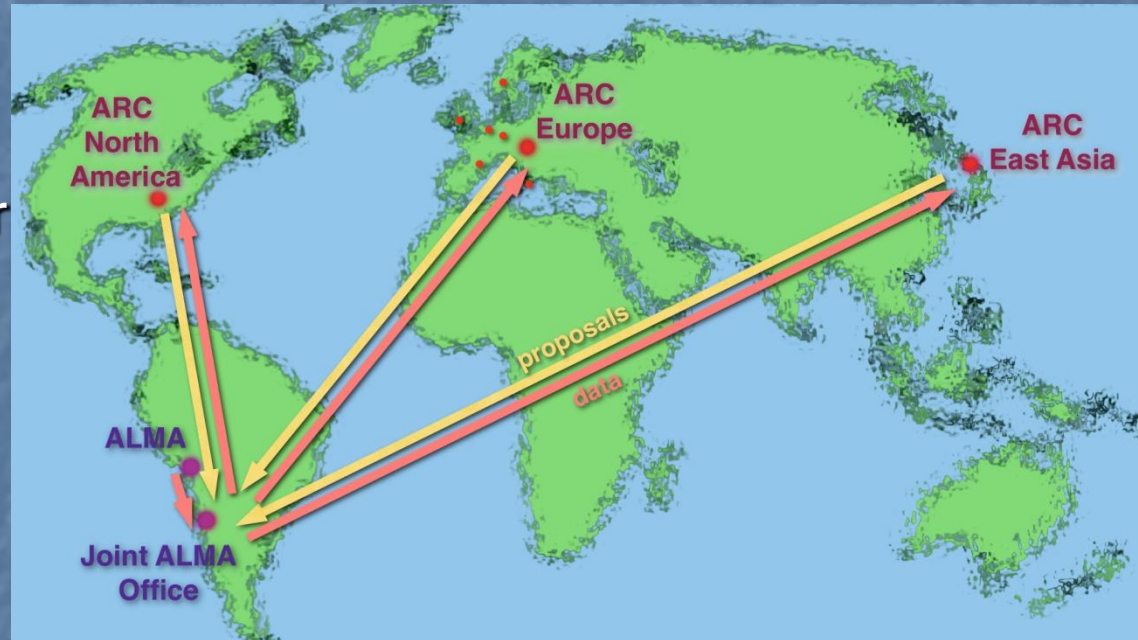 ARC
North
America
ARC
Europe
ARC
East Asia
proposals
data
ALMA
Joint ALMA
Office